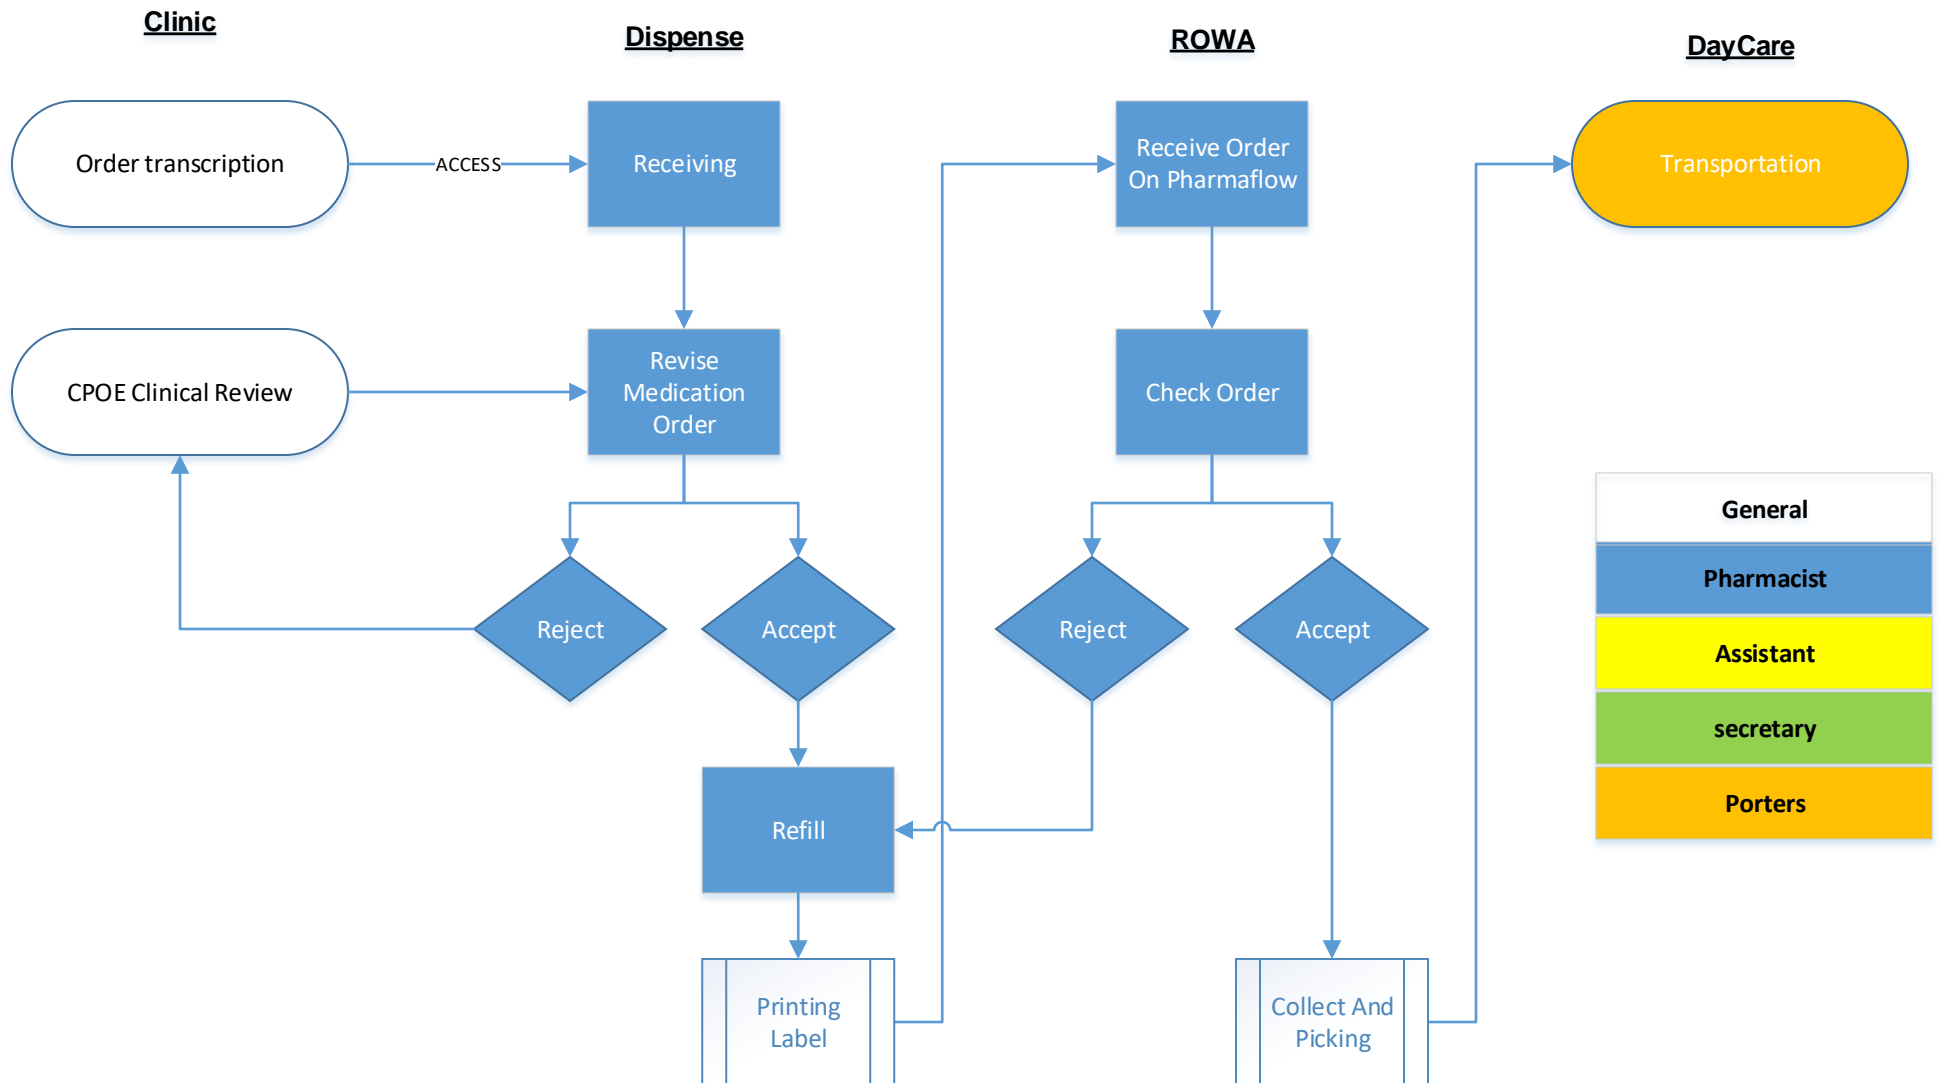 Clinic
Dispense
ROWA
DayCare
Order transcription
ACCESS
Receiving
Receive Order
On Pharmaflow
Transportation
CPOE Clinical Review
Revise
Medication
Order
Check Order
Reject
Accept
Reject
Accept
General
Pharmacist
Assistant
secretary
Porters
Refill
Printing
Label
Collect And
Picking